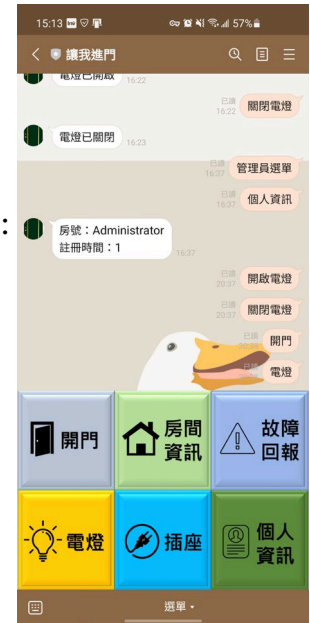 15:13
57%
讓我進門
電燈已開啟
16:22
已讀
16:22
關閉電燈
電燈已關閉
16:23
已讀
16:37
管理員選單
已讀
16:37
個人資訊
：
房號：Administrator
註冊時間：1
16:37
已讀
20:37
開啟電燈
已讀
20:37
關閉電燈
已讀
開門
已讀
電燈
開門
房間
資訊
故障
回報
電燈
插座
個人
資訊
選單